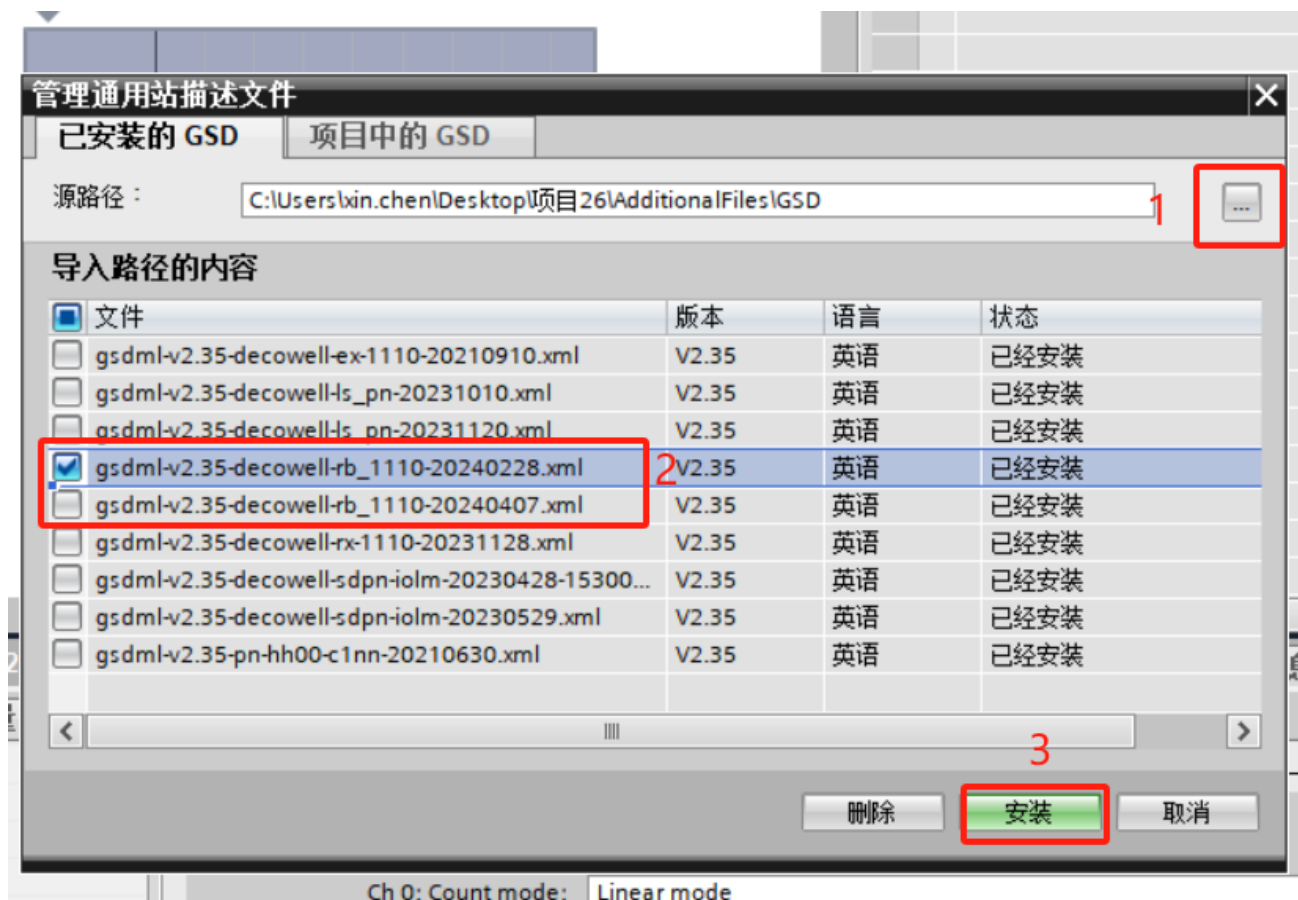 管理通用站描述文件
已安装的 GSD 项目中的 GSD
源路径： C:\Users\xin.chen\Desktop\项目26\AdditionalFiles\GSD 1 ...
导入路径的内容
文件 版本 语言 状态
gsdml-v2.35-decowell-ex-1110-20210910.xml V2.35 英语 已经安装
gsdml-v2.35-decowell-ls_pn-20231010.xml V2.35 英语 已经安装
gsdml-v2.35-decowell-ls_pn-20231120.xml V2.35 英语 已经安装
gsdml-v2.35-decowell-rb_1110-20240228.xml 2 V2.35 英语 已经安装
gsdml-v2.35-decowell-rb_1110-20240407.xml V2.35 英语 已经安装
gsdml-v2.35-decowell-rx-1110-20231128.xml V2.35 英语 已经安装
gsdml-v2.35-decowell-sdpn-iolm-20230428-15300... V2.35 英语 已经安装
gsdml-v2.35-decowell-sdpn-iolm-20230529.xml V2.35 英语 已经安装
gsdml-v2.35-pn-hh00-c1nn-20210630.xml V2.35 英语 已经安装
3
删除 安装 取消
Ch 0: Count mode: Linear mode